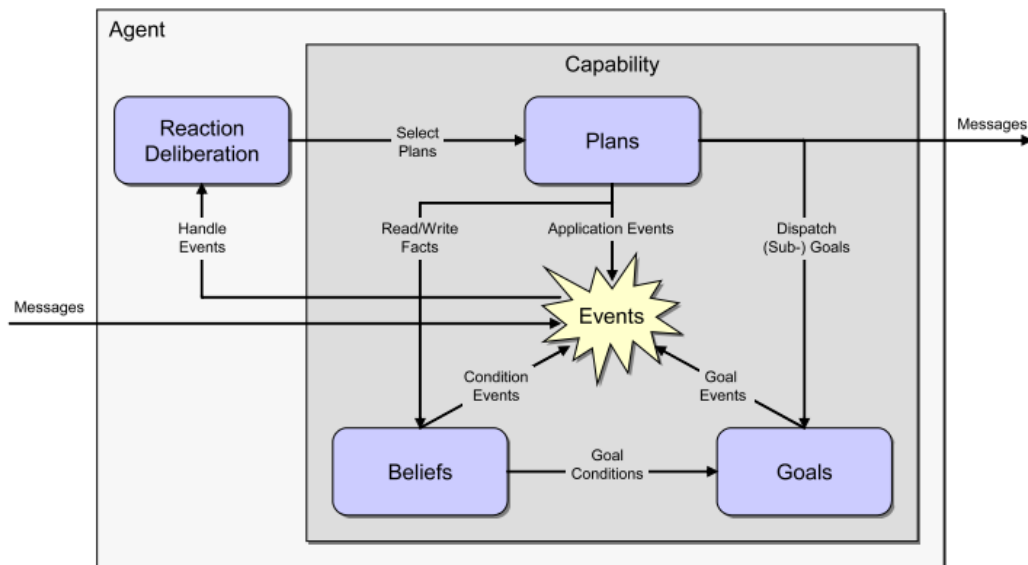 Agent
Capability
Reaction
Deliberation
Select
Plans
Plans
Messages
Handle
Events
Read/Write
Facts
Application Events
Dispatch
(Sub-) Goals
Messages
Events
Condition
Events
Goal
Events
Beliefs
Goal
Conditions
Goals